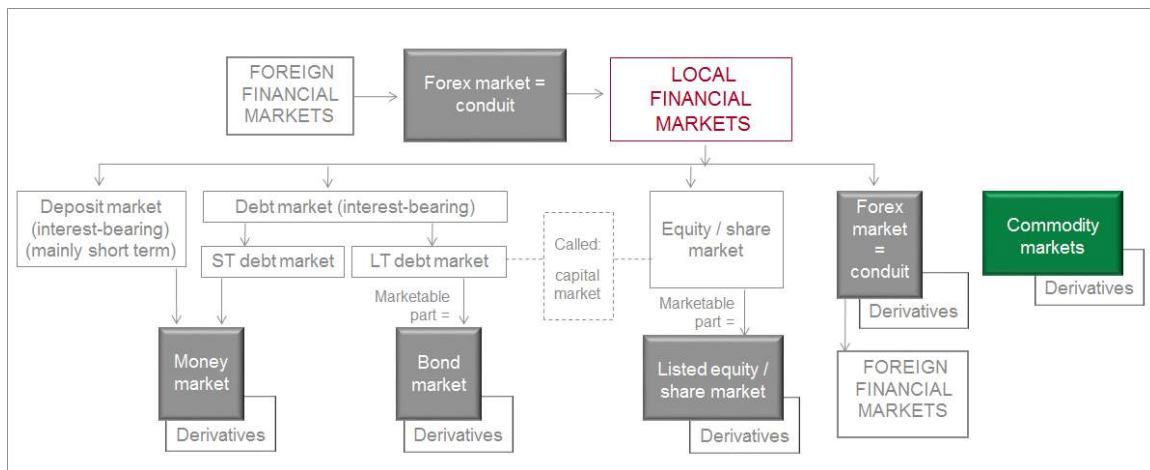 FOREIGN
FINANCIAL
MARKETS
Forex market =
conduit
LOCAL
FINANCIAL
MARKETS
Deposit market
(interest-bearing)
(mainly short term)
Debt market (interest-bearing)
ST debt market
LT debt market
Called:
capital
market
Equity / share
market
Forex
market
=
conduit
Derivatives
Commodity
markets
Derivatives
Marketable
part =
Marketable
part =
Money
market
Derivatives
Bond
market
Derivatives
Listed equity /
share market
Derivatives
FOREIGN
FINANCIAL
MARKETS